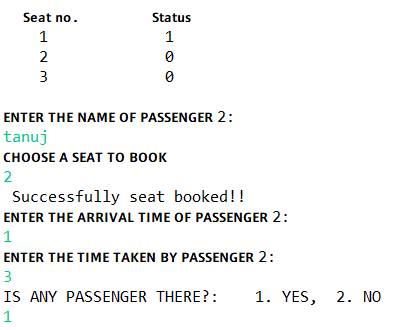 Seat no. Status
1 1
2 0
3 0
ENTER THE NAME OF PASSENGER 2:
tanuj
CHOOSE A SEAT TO BOOK
2
Successfully seat booked!!
ENTER THE ARRIVAL TIME OF PASSENGER 2:
1
ENTER THE TIME TAKEN BY PASSENGER 2:
3
IS ANY PASSENGER THERE?: 1. YES, 2. NO
1